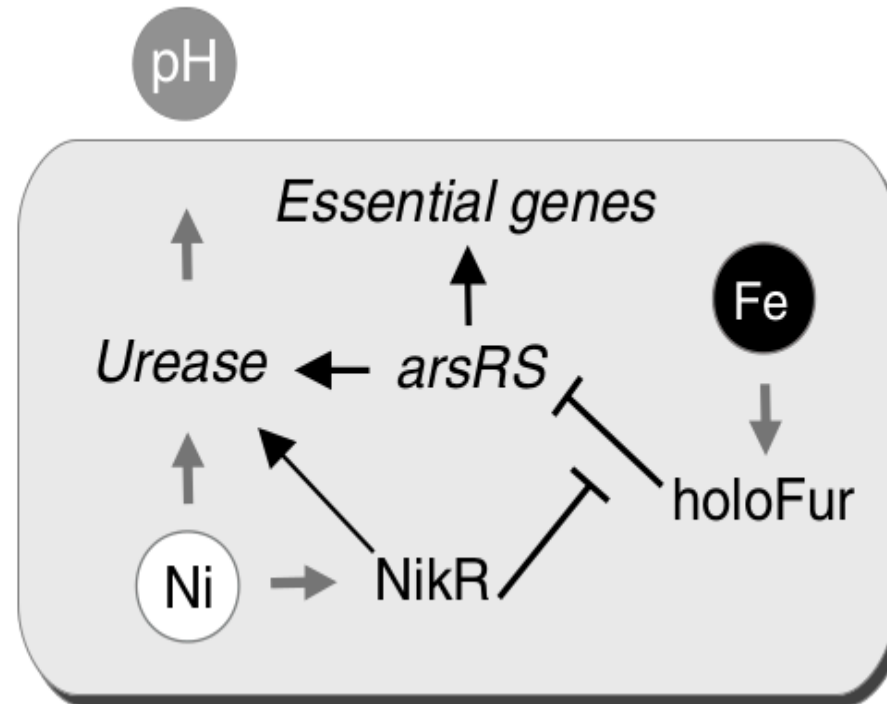 pH
Essential genes
Fe
Urease
arsRS
holoFur
Ni
NikR